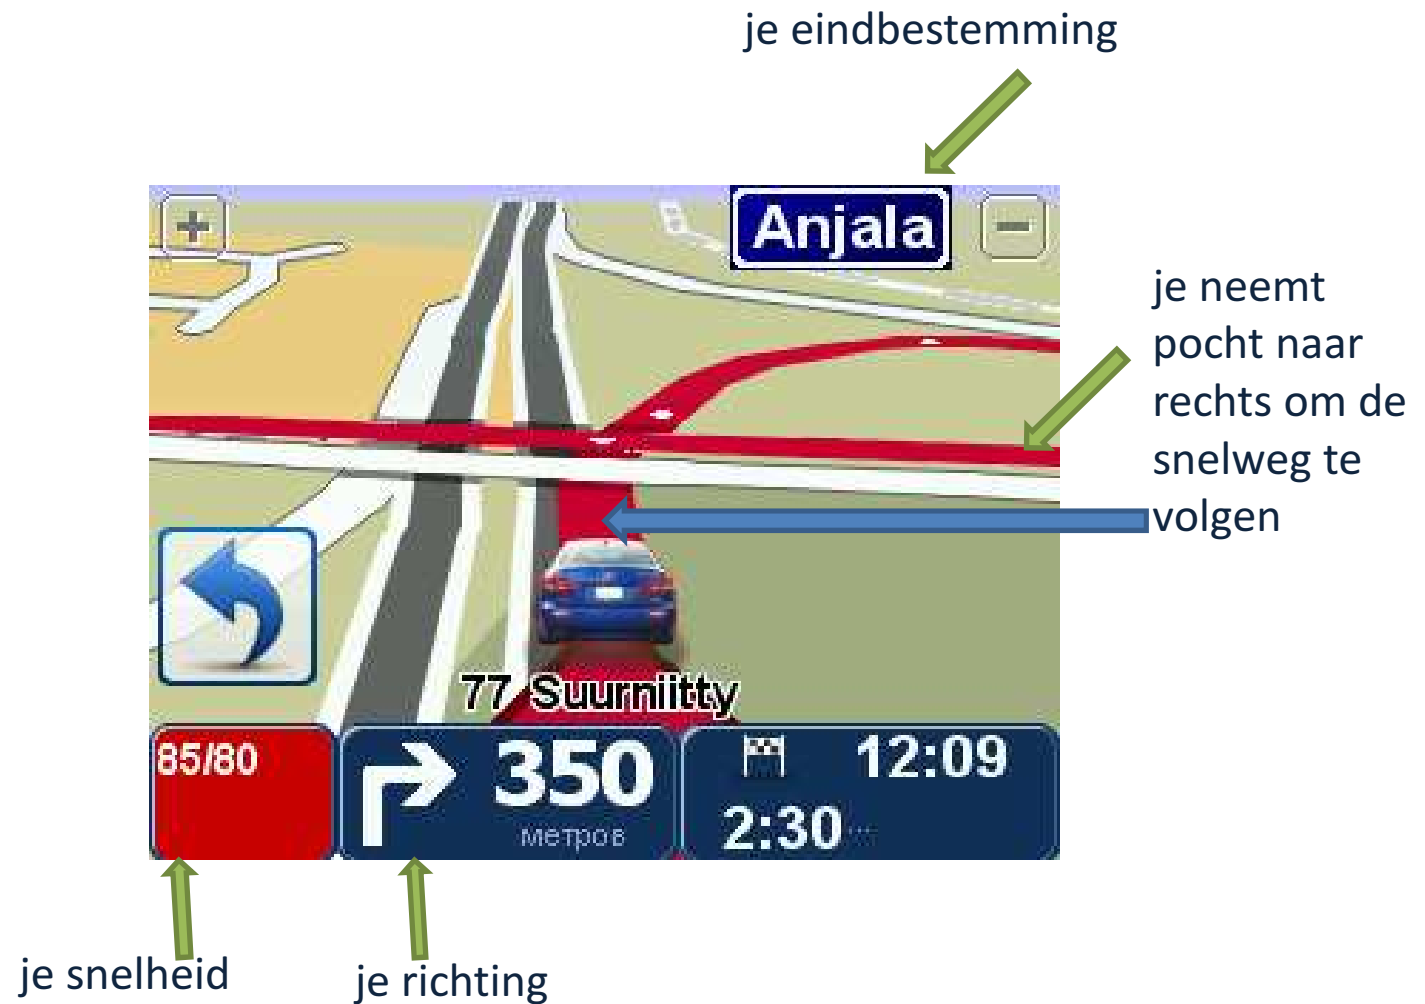 je eindbestemming
Anjala
je neemt
pocht naar
rechts om de
snelweg te
volgen
77 Suurniitty
85/80
350
метров
12:09
2:30...
je snelheid
je richting